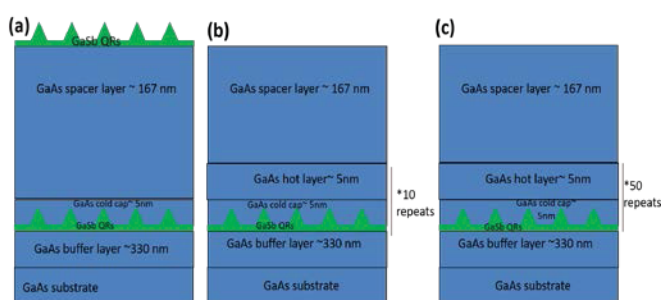 (a)
GaSb QRs
GaAs spacer layer ~ 167 nm
GaAs cold cap~ 5nm
GaSb QRs
GaAs buffer layer ~330 nm
GaAs substrate
(b)
GaAs spacer layer ~ 167 nm
GaAs hot layer~ 5nm
GaAs cold cap ~ 5nm
GaSb QRs
GaAs buffer layer ~330 nm
GaAs substrate
*10
repeats
(c)
GaAs spacer layer ~ 167 nm
GaAs hot layer~ 5nm
GaAs cold cap~
5nm
GaSb QRs
GaAs buffer layer ~330 nm
GaAs substrate
*50
repeats